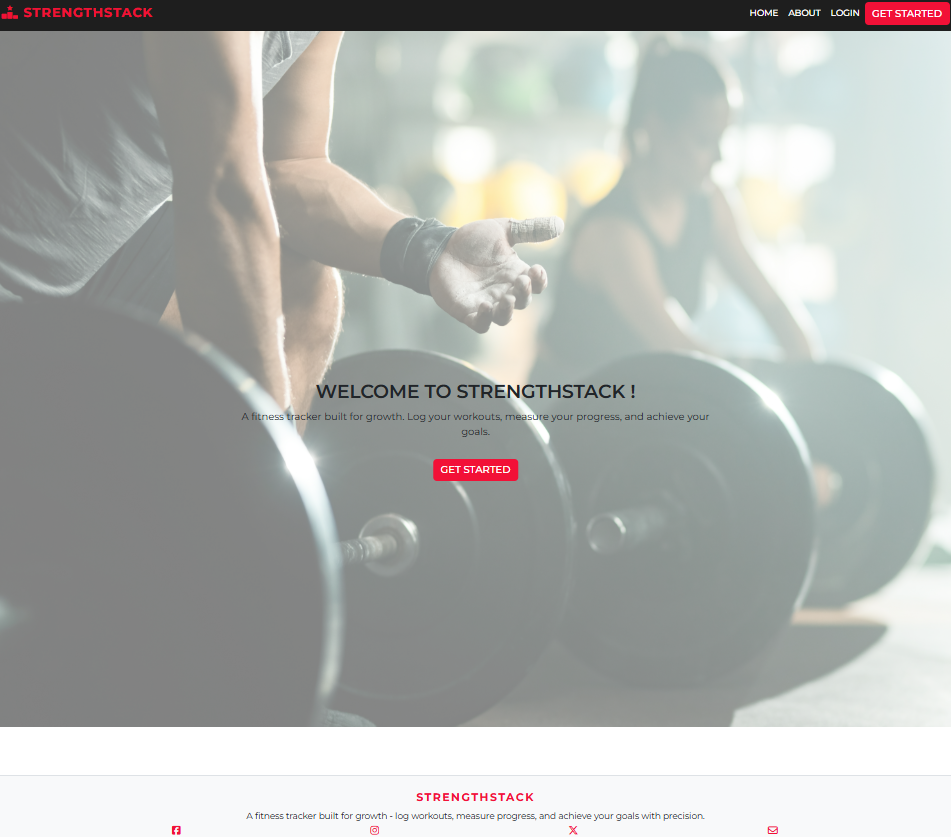 STRENGTHSTACK
HOME ABOUT LOGIN GET STARTED
WELCOME TO STRENGTHSTACK !
A fitness tracker built for growth. Log your workouts, measure your progress, and achieve your
goals.
GET STARTED
STRENGTHSTACK
A fitness tracker built for growth - log workouts, measure progress, and achieve your goals with precision.